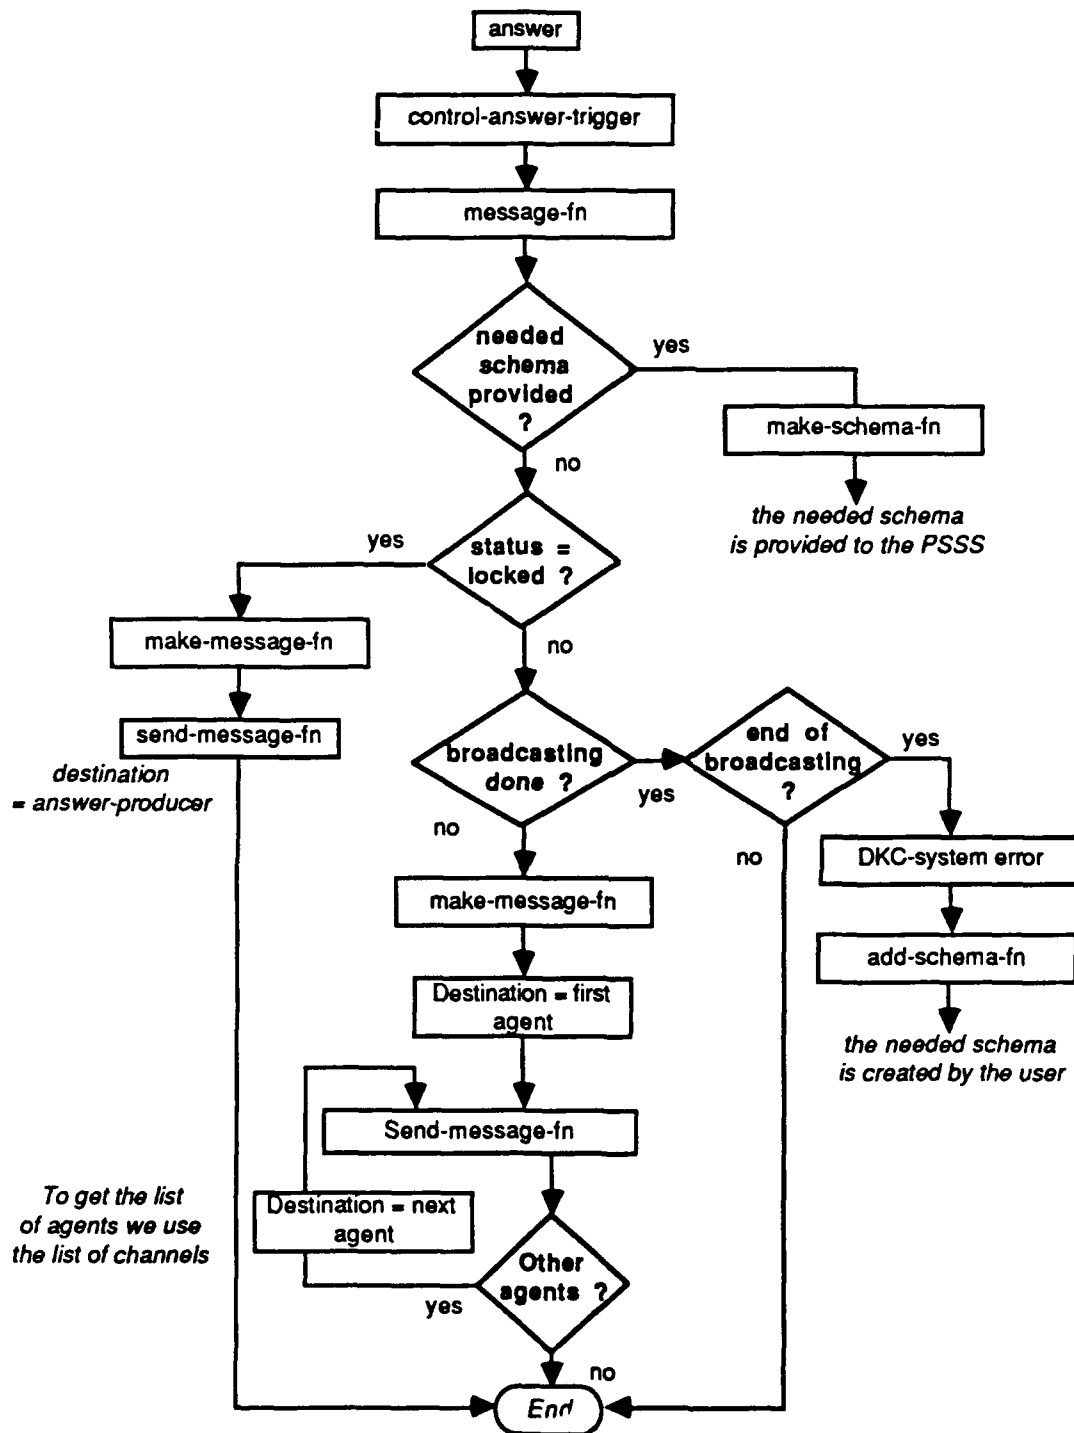 answer
control-answer-trigger
message-fn
needed
schema
provided
?
yes
make-schema-fn
the needed schema
is provided to the PSSS
no
status =
locked ?
yes
make-message-fn
send-message-fn
destination
= answer-producer
no
broadcasting
done ?
yes
end of
broadcasting
?
yes
DKC-system error
add-schema-fn
the needed schema
is created by the user
no
no
make-message-fn
Destination = first
agent
Send-message-fn
Destination = next
agent
To get the list
of agents we use
the list of channels
Other
agents ?
yes
no
End